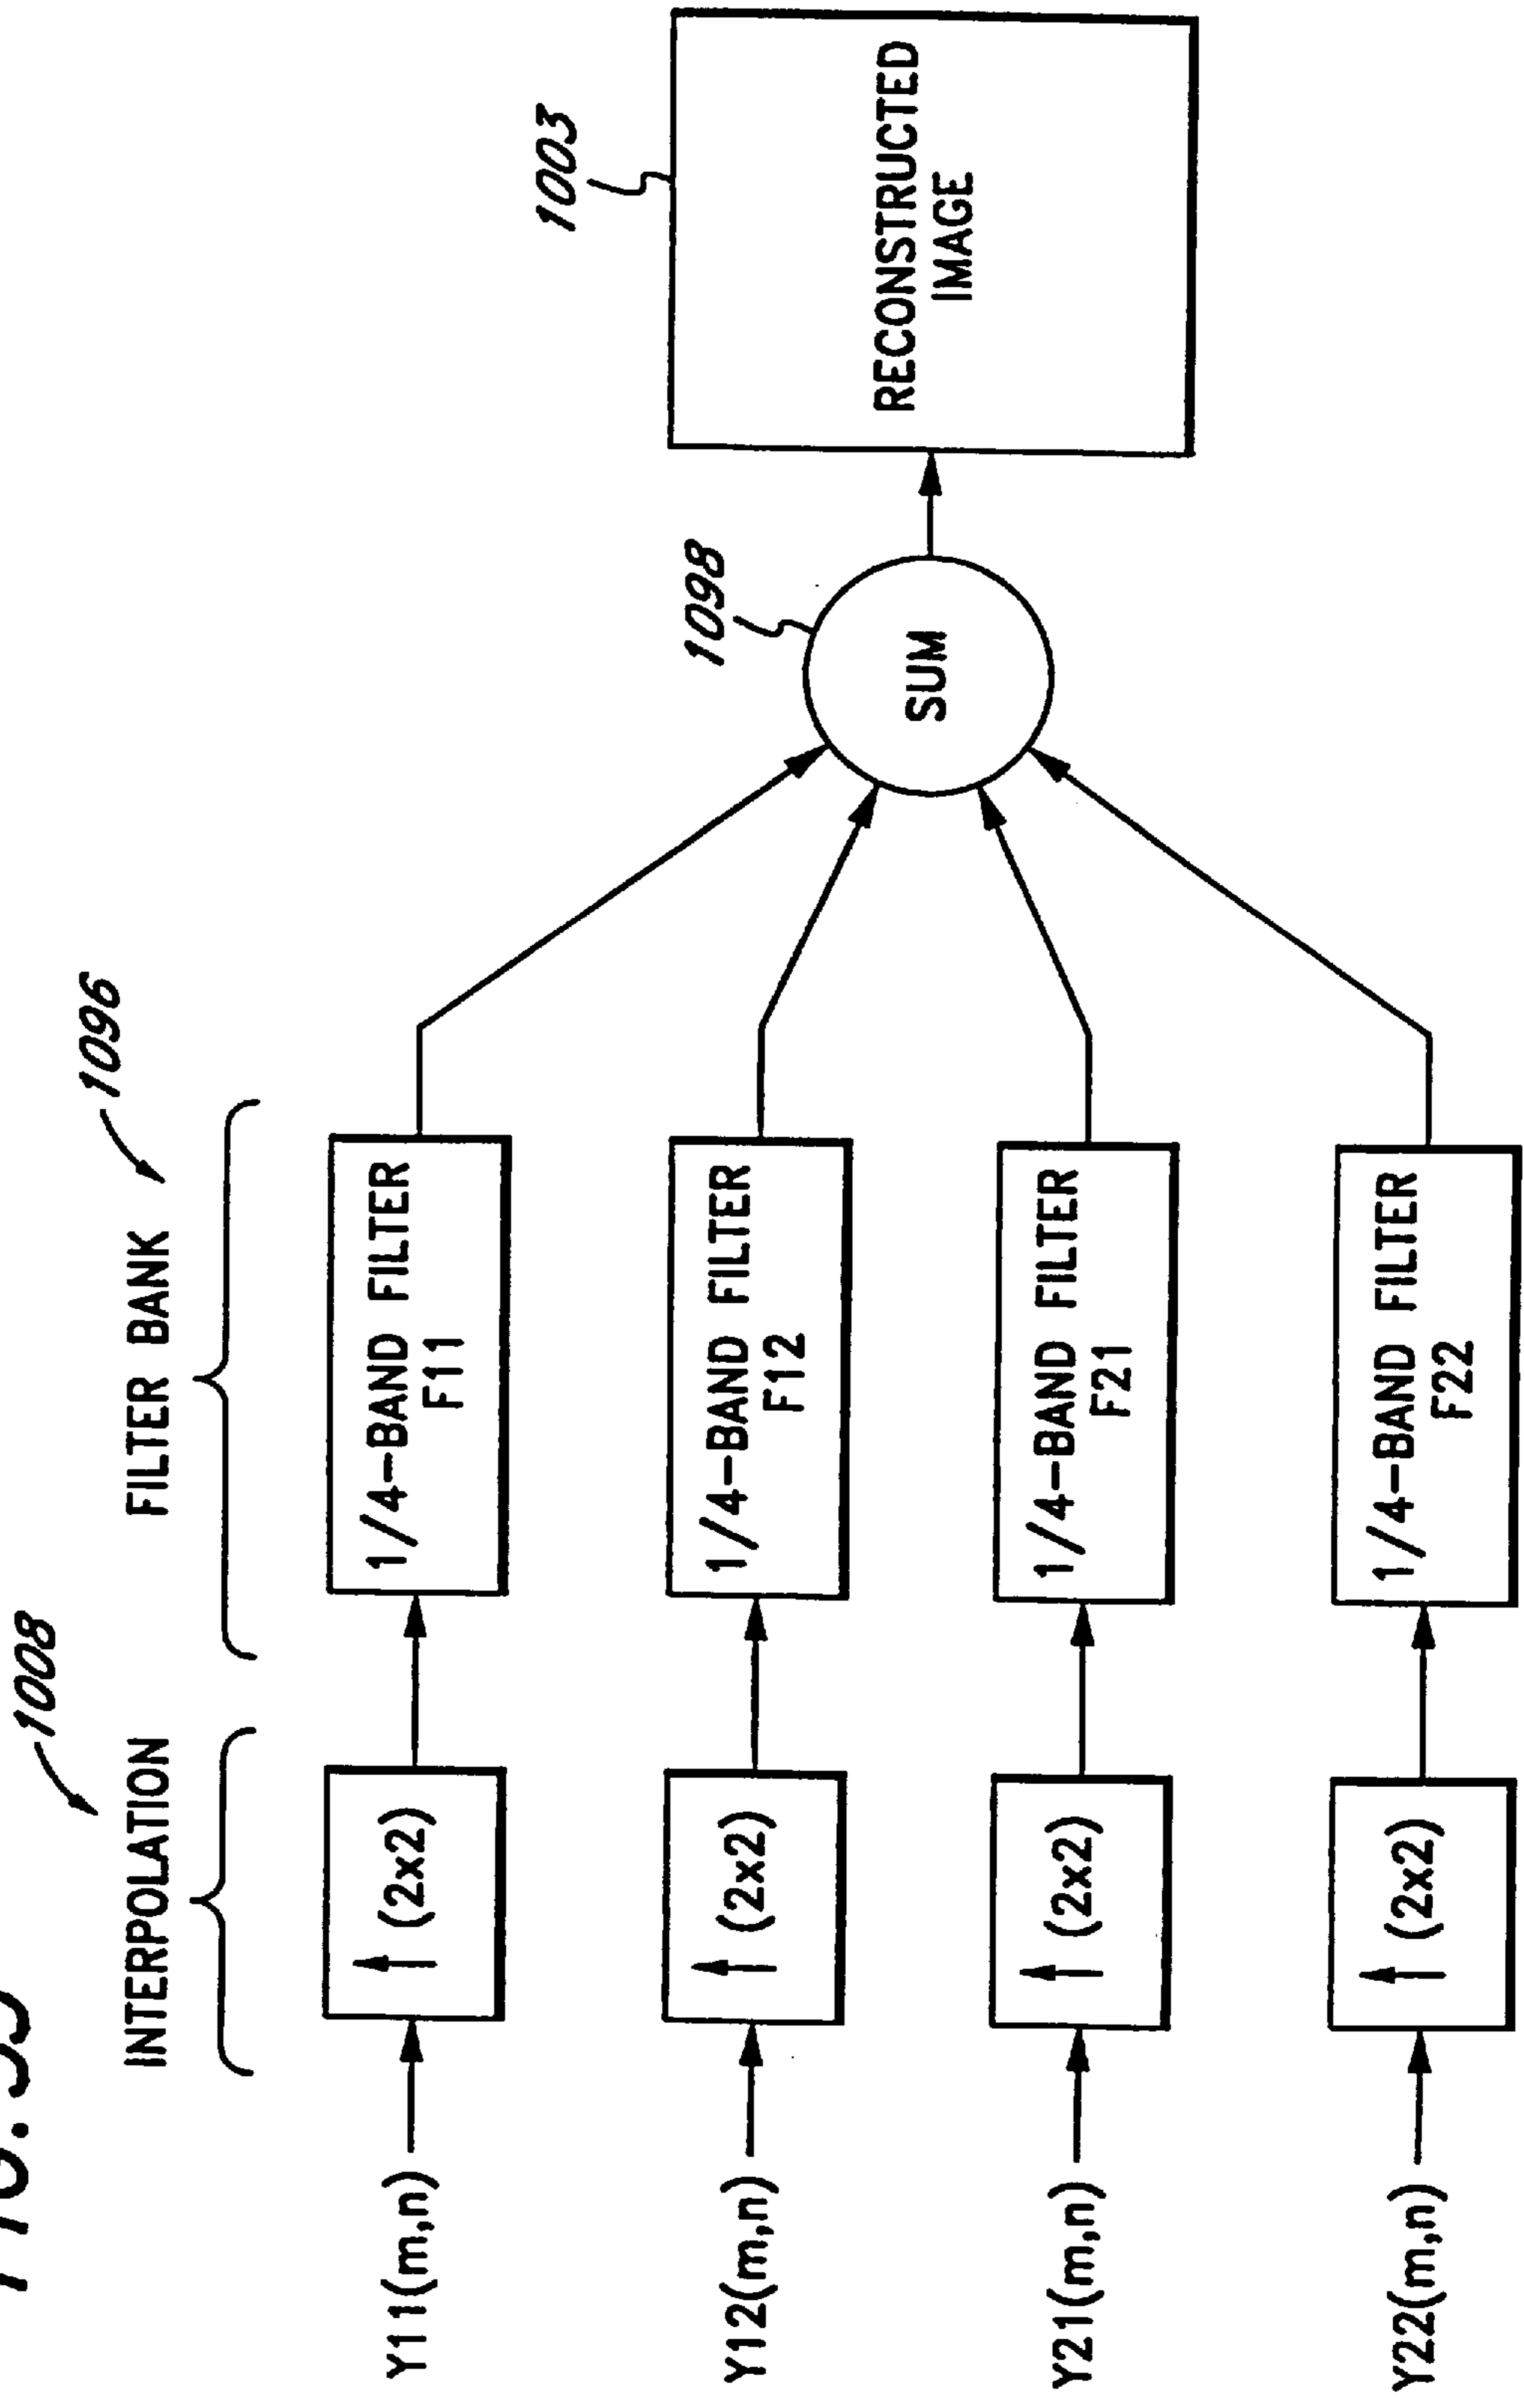 1008
1096
INTERPOLATION
FILTER BANK
Y11(m,n)
↑ (2x2)
1/4-BAND FILTER
F11
1003
Y12(m,n)
↑ (2x2)
1/4-BAND FILTER
F12
1098
SUM
RECONSTRUCTED
IMAGE
Y21(m,n)
↑ (2x2)
1/4-BAND FILTER
F21
Y22(m,n)
↑ (2x2)
1/4-BAND FILTER
F22